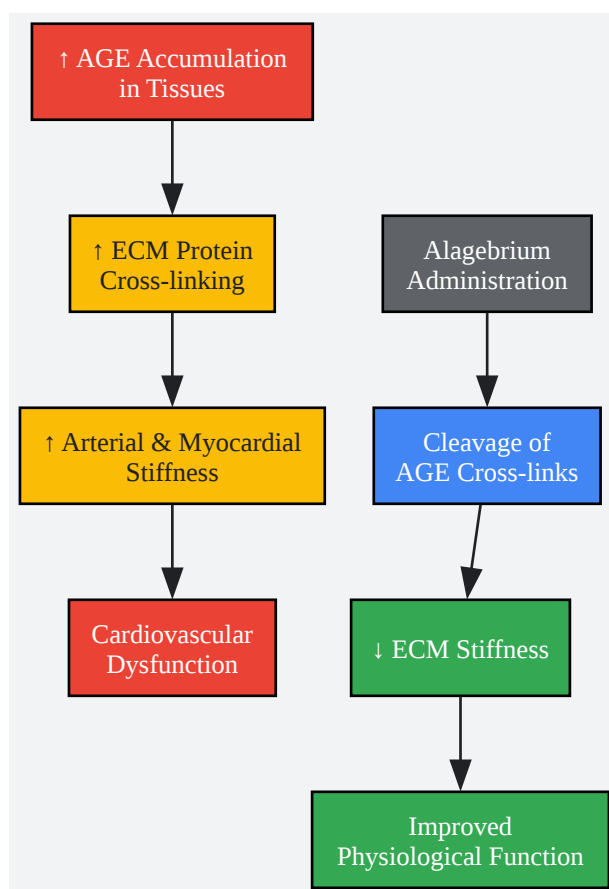 ↑ AGE Accumulation
in Tissues
↑ ECM Protein
Cross-linking
↑ Arterial & Myocardial
Stiffness
Cardiovascular
Dysfunction
Alagebrium
Administration
Cleavage of
AGE Cross-links
↓ ECM Stiffness
Improved
Physiological Function